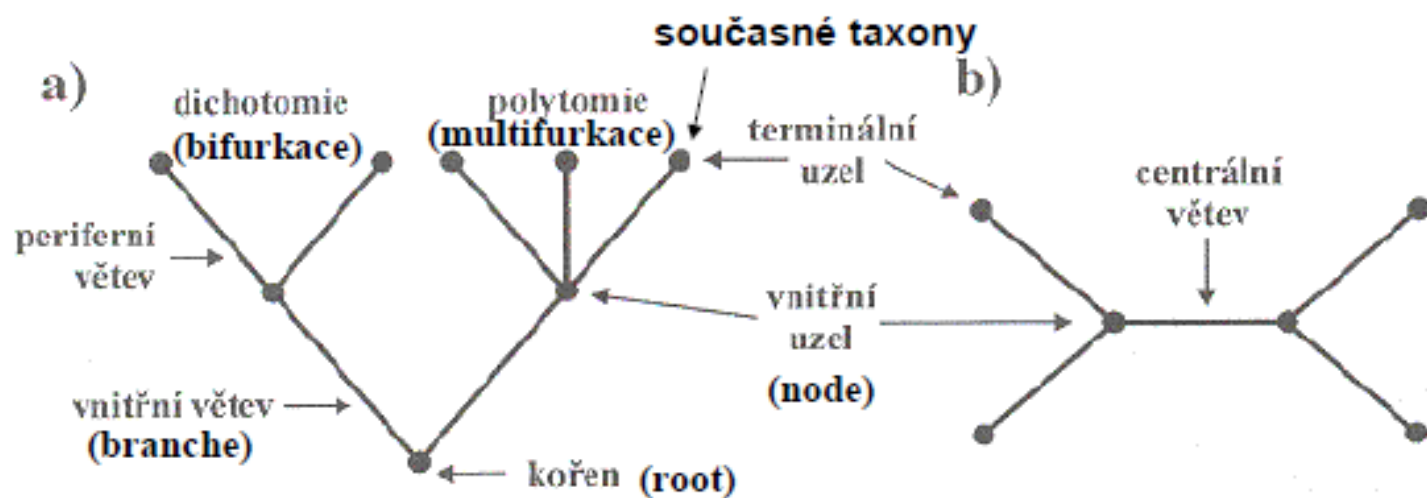 současné taxony
a)
b)
dichotomie
(bifurkace)
polytomie
(multifurkace)
terminální
uzel
centrální
větev
periferní
větev
vnitřní
uzel
(node)
vnitřní větev
(branche)
kořen (root)